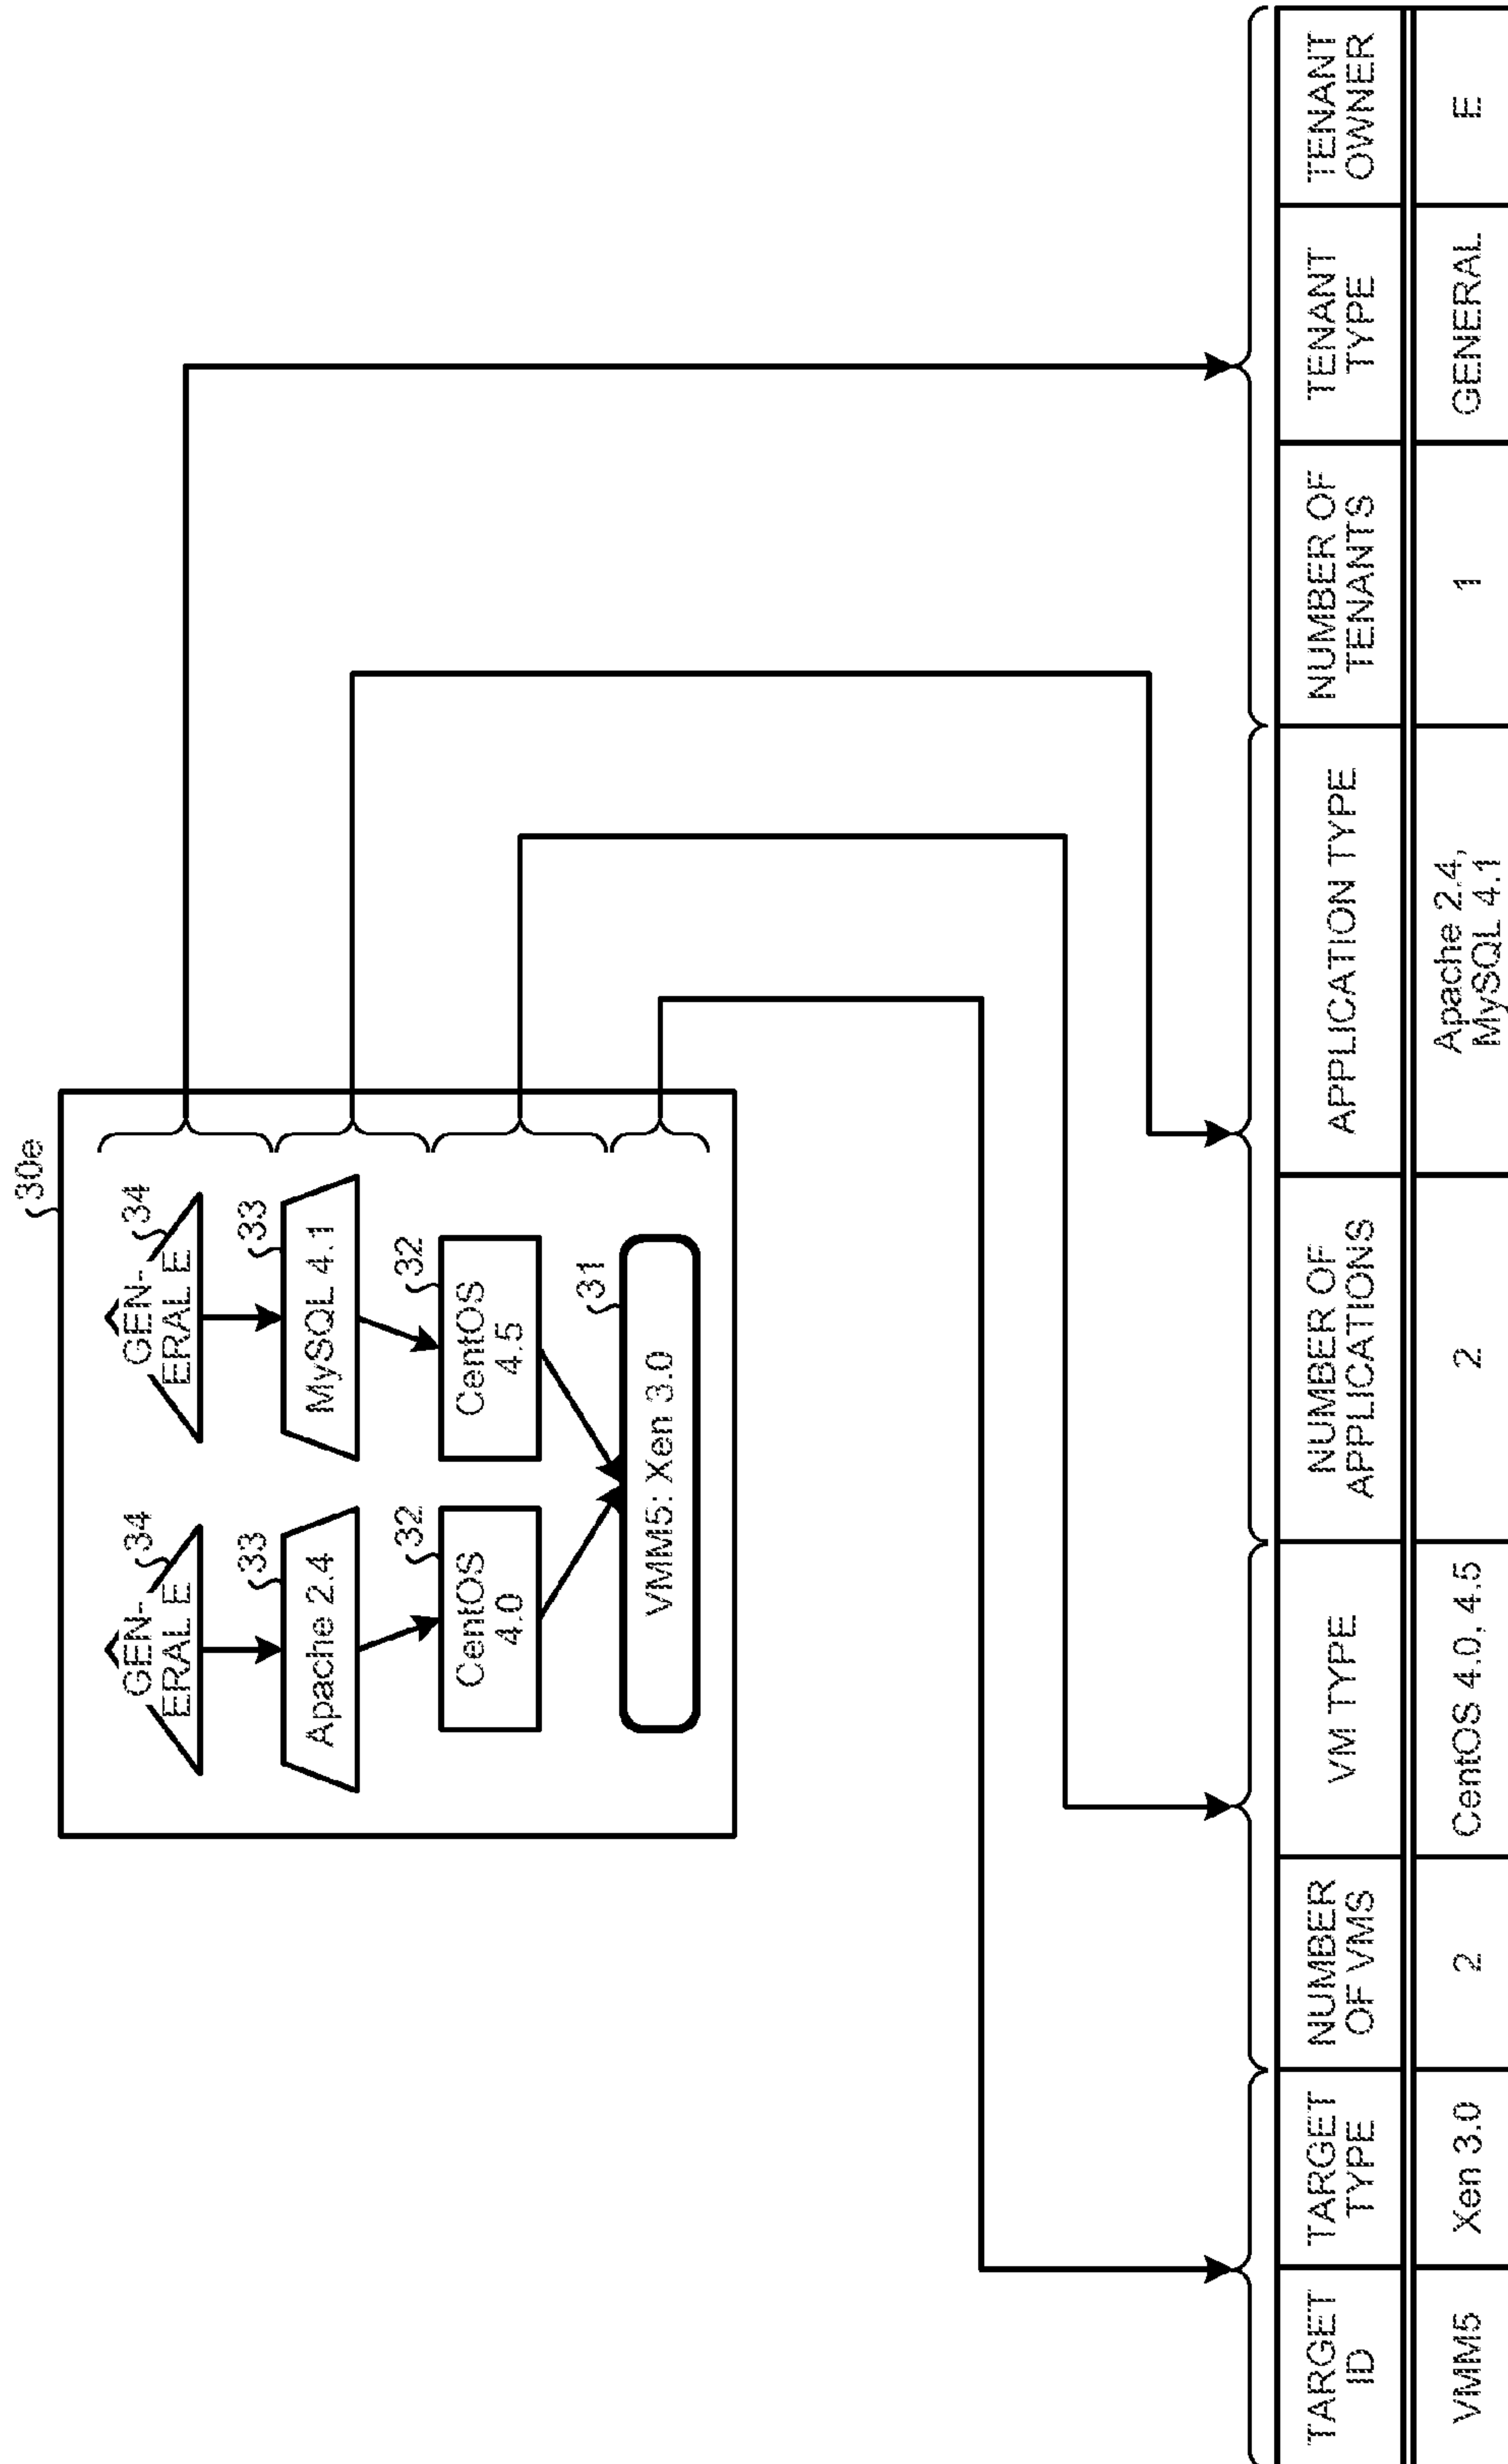 30e
GEN-
ERAL E
34
GEN-
ERAL E
34
Apache 2.4
33
MySQL 4.1
33
CentOS
4.0
32
CentOS
4.5
32
VMM5: Xen 3.0
31
TARGET
ID
TARGET
TYPE
NUMBER
OF VMS
VM TYPE
NUMBER OF
APPLICATIONS
APPLICATION TYPE
NUMBER OF
TENANTS
TENANT
TYPE
TENANT
OWNER
VMM5
Xen 3.0
2
CentOS 4.0, 4.5
2
Apache 2.4,
MySQL 4.1
1
GENERAL
E